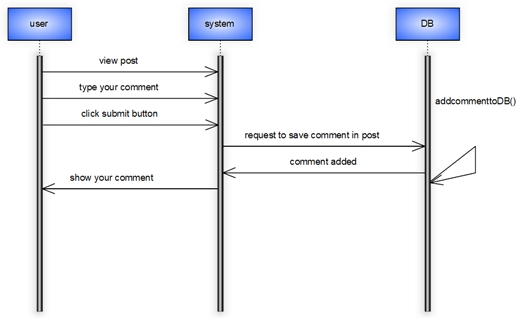 user
system
DB
view post
type your comment
addcommenttoDB()
click submit button
request to save comment in post
comment added
show your comment